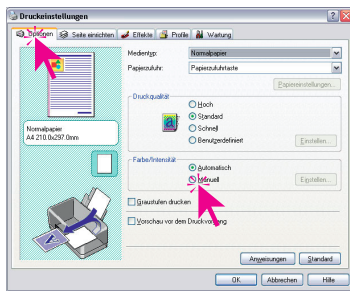 Druckeinstellungen
Optionen Seite einrichten Effekte Profile Wartung
Medientyp: Normalpapier
Papierzufuhr: Papierzufuhrtaste
Papiereinstellungen...
Druckqualität
Hoch
Standard
Schnell
Benutzerdefiniert Einstellen...
Normalpapier
A4 210.0x297.0mm
Farbe/Intensität
Automatisch
Manuell Einstellen...
Graustufen drucken
Vorschau vor dem Druckvorgang
Anweisungen Standard
OK Abbrechen Hilfe